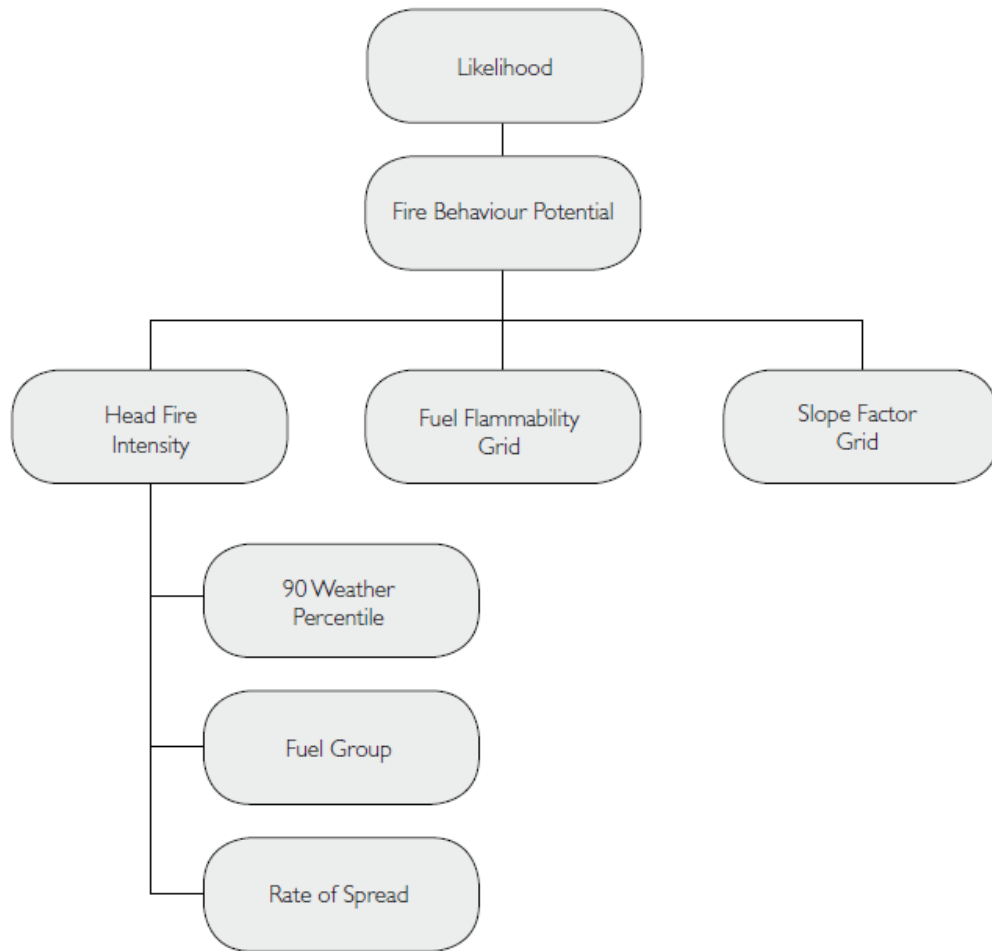 Likelihood
Fire Behaviour Potential
Head Fire
Intensity
Fuel Flammability
Grid
Slope Factor
Grid
90 Weather
Percentile
Fuel Group
Rate of Spread